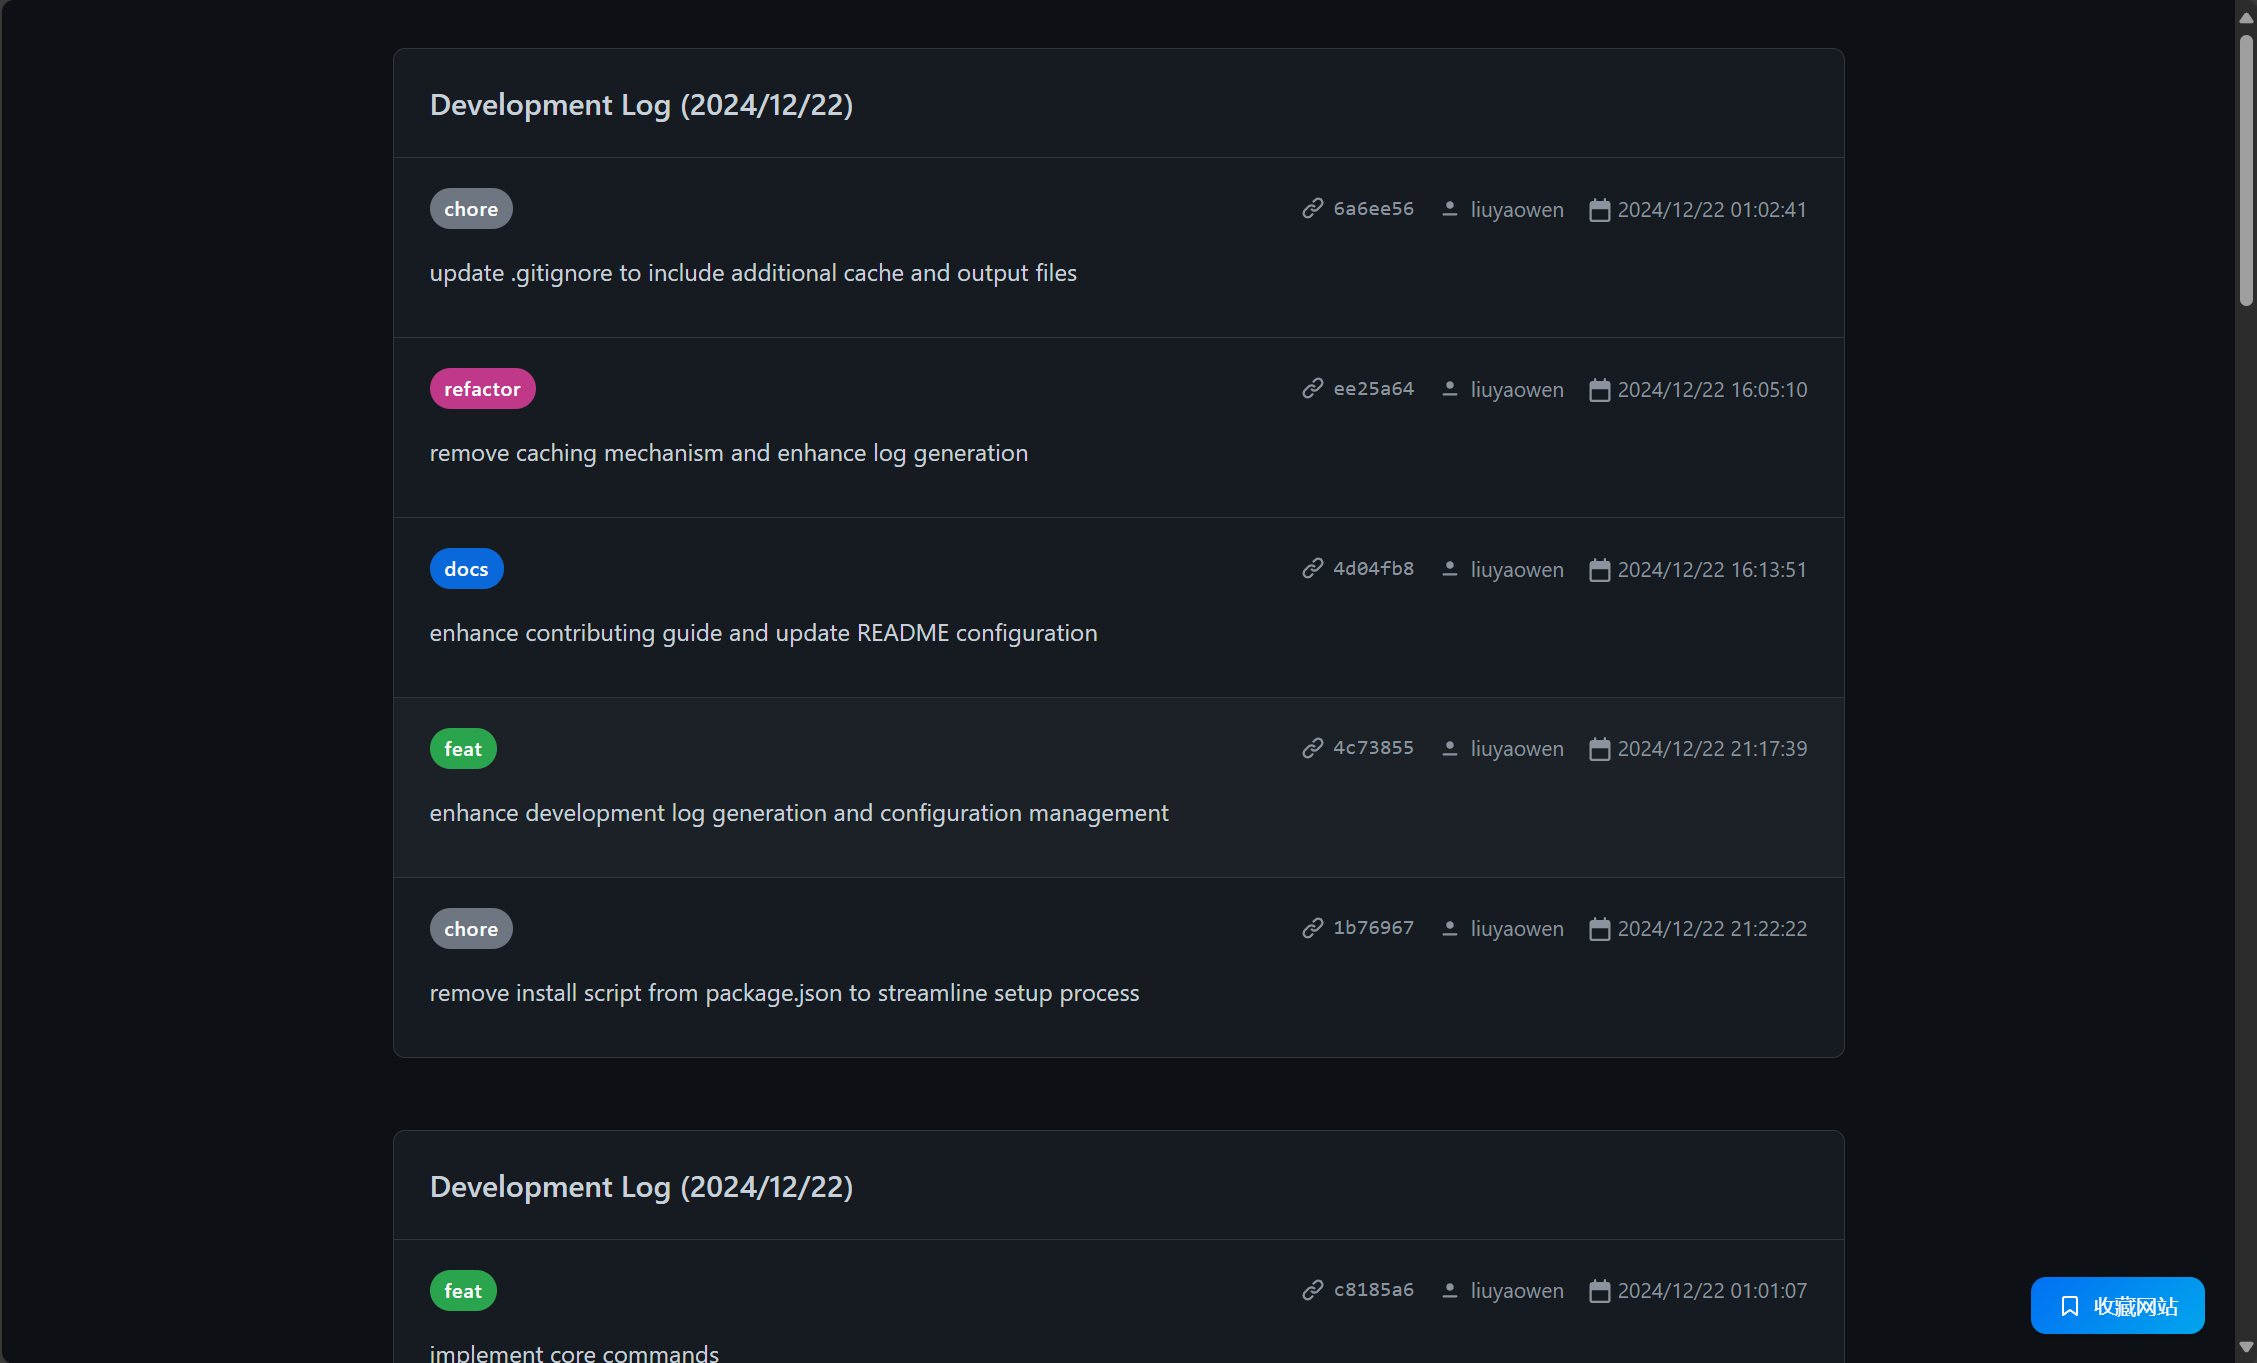 Development Log (2024/12/22)
chore 6a6ee56 liuyaowen 2024/12/22 01:02:41
update .gitignore to include additional cache and output files
refactor ee25a64 liuyaowen 2024/12/22 16:05:10
remove caching mechanism and enhance log generation
docs 4d04fb8 liuyaowen 2024/12/22 16:13:51
enhance contributing guide and update README configuration
feat 4c73855 liuyaowen 2024/12/22 21:17:39
enhance development log generation and configuration management
chore 1b76967 liuyaowen 2024/12/22 21:22:22
remove install script from package.json to streamline setup process
Development Log (2024/12/22)
feat c8185a6 liuyaowen 2024/12/22 01:01:07
implement core commands
收藏网站